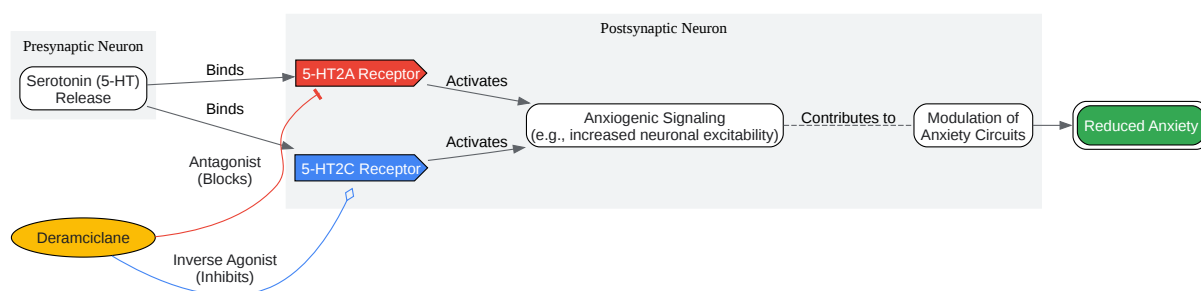 Presynaptic Neuron
Serotonin (5-HT)
Release
Binds
Binds
Postsynaptic Neuron
5-HT2A Receptor
5-HT2C Receptor
Activates
Activates
Anxiogenic Signaling
(e.g., increased neuronal excitability)
Contributes to
Modulation of
Anxiety Circuits
Reduced Anxiety
Antagonist
(Blocks)
Deramciclane
Inverse Agonist
(Inhibits)